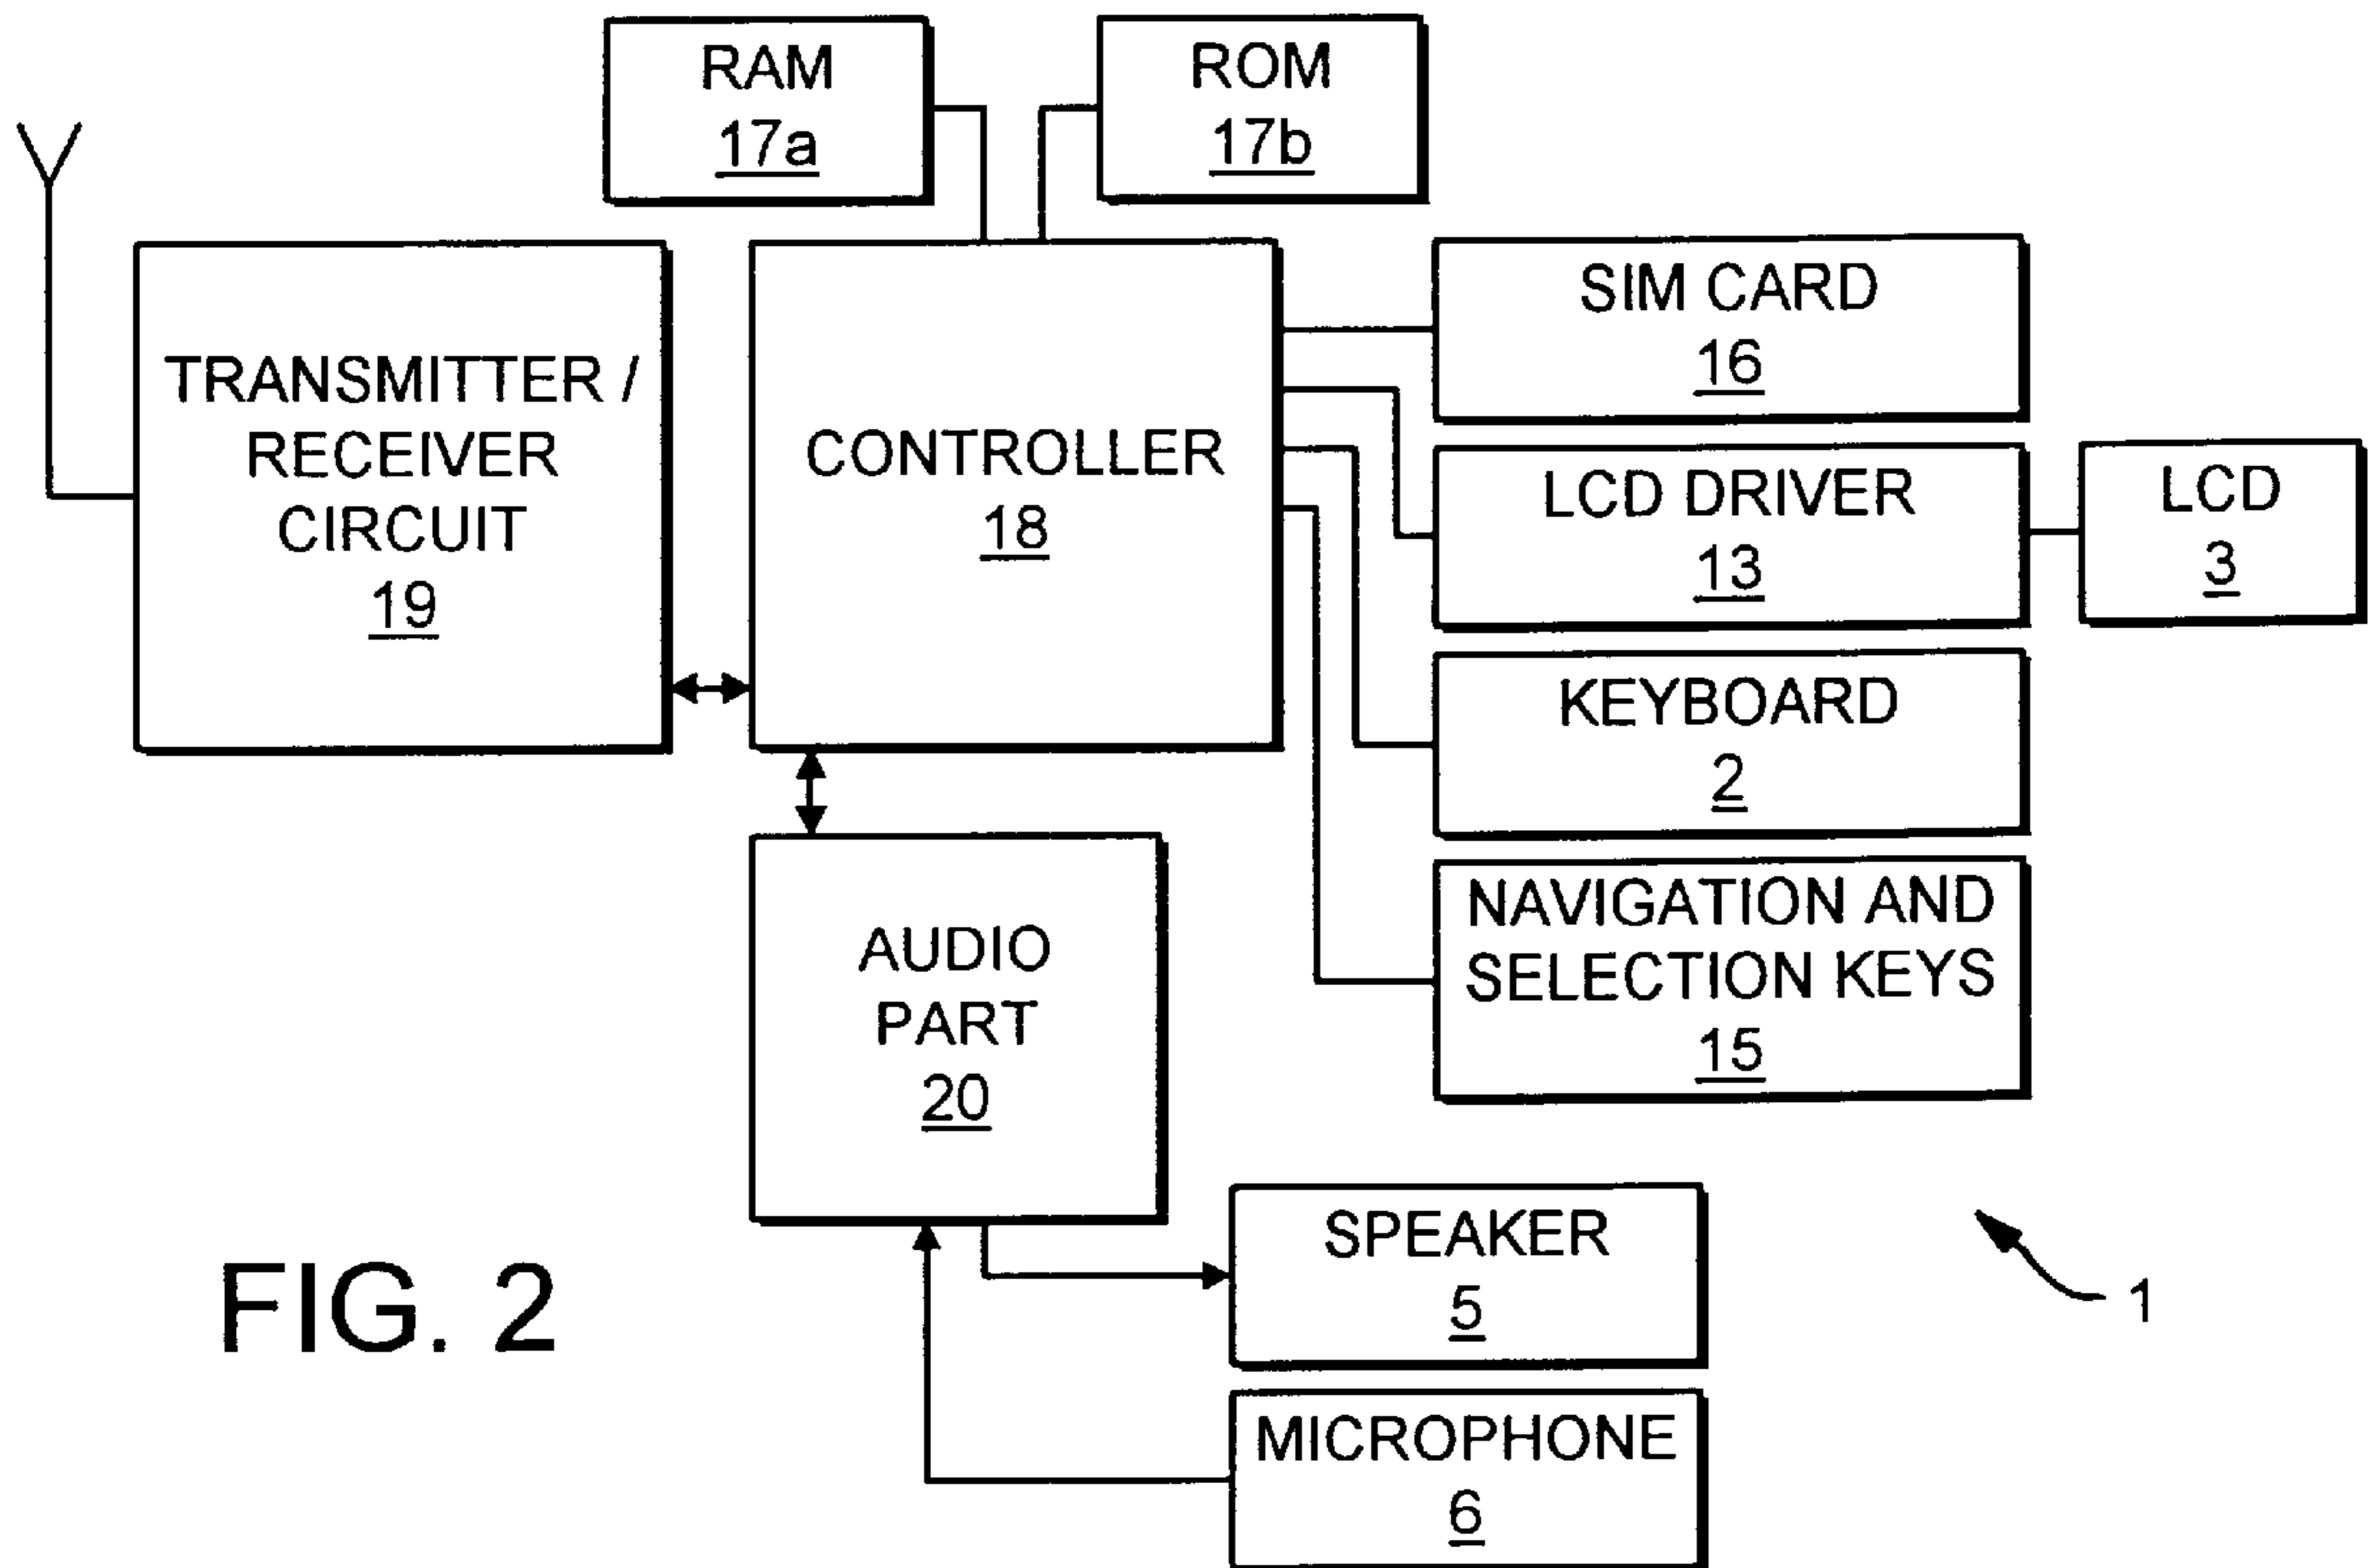 RAM
17a
ROM
17b
TRANSMITTER /
RECEIVER
CIRCUIT
19
CONTROLLER
18
SIM CARD
16
LCD DRIVER
13
LCD
3
KEYBOARD
2
NAVIGATION AND
SELECTION KEYS
15
AUDIO
PART
20
SPEAKER
5
MICROPHONE
6
1
FIG. 2